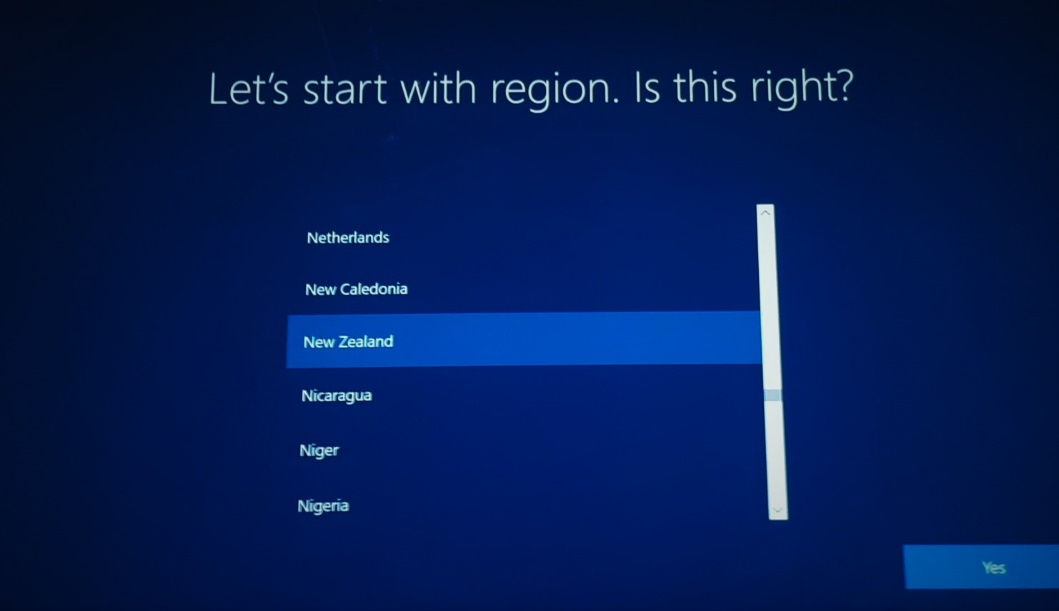 Let's start with region. Is this right?
Netherlands
New Caledonia
New Zealand
Nicaragua
Niger
Nigeria
Yes